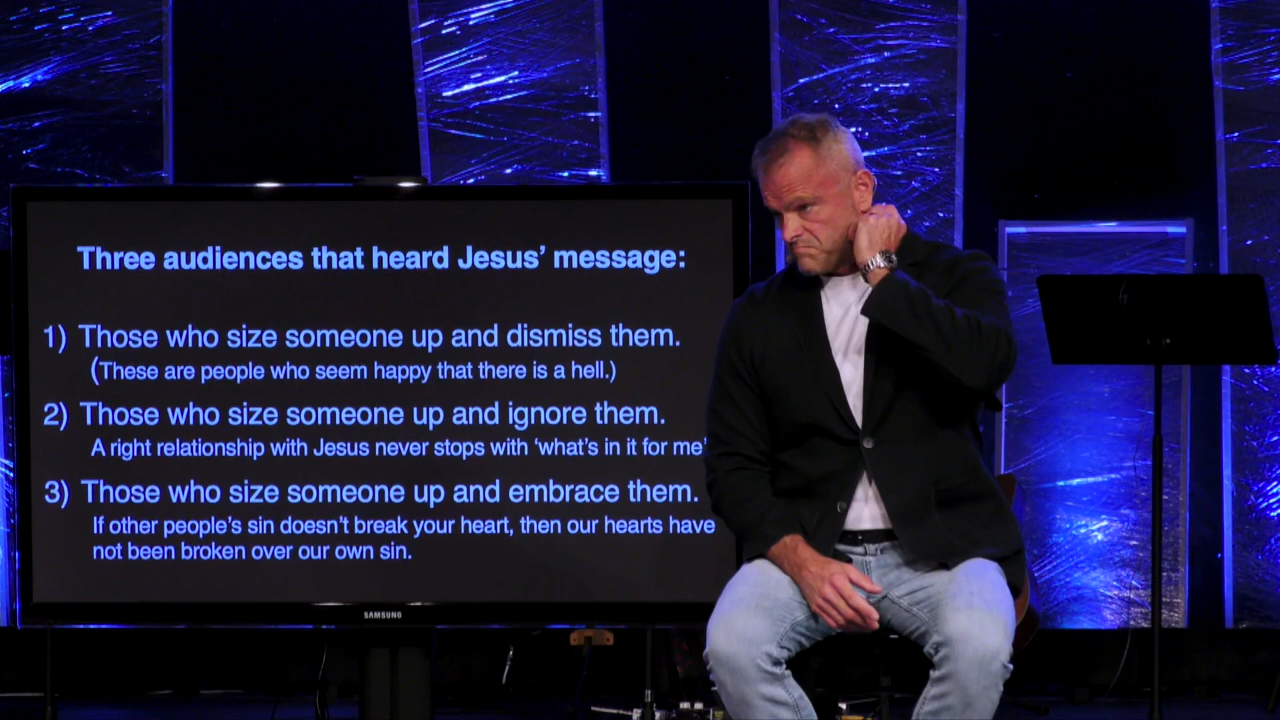 Three audiences that heard Jesus’ message:
1) Those who size someone up and dismiss them.
(These are people who seem happy that there is a hell.)
2) Those who size someone up and ignore them.
A right relationship with Jesus never stops with ‘what’s in it for me’
3) Those who size someone up and embrace them.
If other people’s sin doesn’t break your heart, then our hearts have
not been broken over our own sin.
SAMSUNG